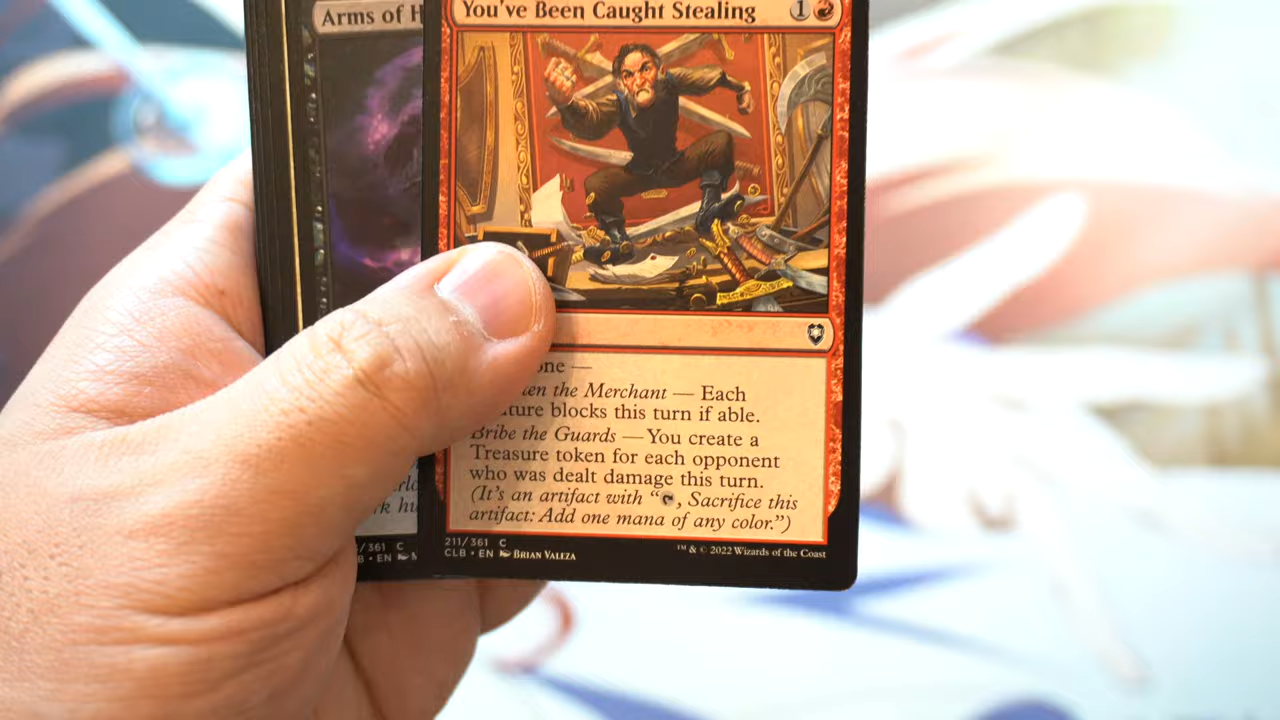 Arms of H
You've Been Caught Stealing 1
one —
ten the Merchant — Each
ature blocks this turn if able.
Bribe the Guards — You create a
Treasure token for each opponent
who was dealt damage this turn.
(It's an artifact with “, Sacrifice this
artifact: Add one mana of any color.”)
211/361 C
CLB • EN BRIAN VALEZA
™ & © 2022 Wizards of the Coast
rk hu
/361 C
B • EN